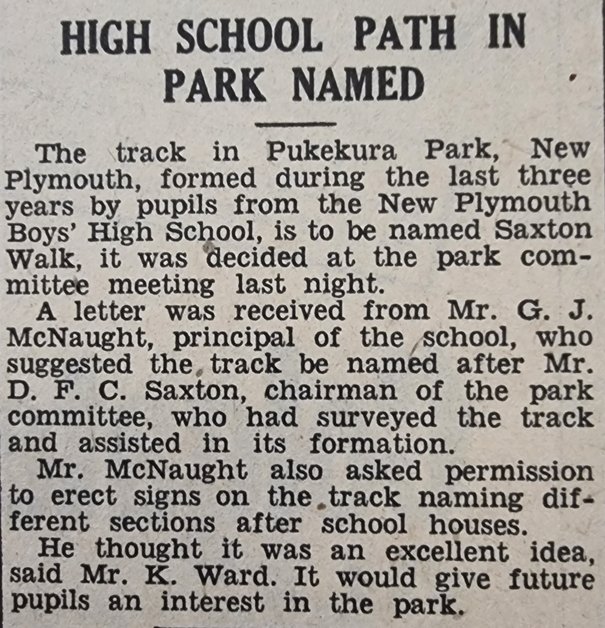 HIGH SCHOOL PATH IN
PARK NAMED
The track in Pukekura Park, New
Plymouth, formed during the last three
years by pupils from the New Plymouth
Boys' High School, is to be named Saxton
Walk, it was decided at the park com-
mittee meeting last night.
A letter was received from Mr. G. J.
McNaught, principal of the school, who
suggested the track be named after Mr.
D. F. C. Saxton, chairman of the park
committee, who had surveyed the track
and assisted in its formation.
Mr. McNaught also asked permission
to erect signs on the track naming dif-
ferent sections after school houses.
He thought it was an excellent idea,
said Mr. K. Ward. It would give future
pupils an interest in the park.